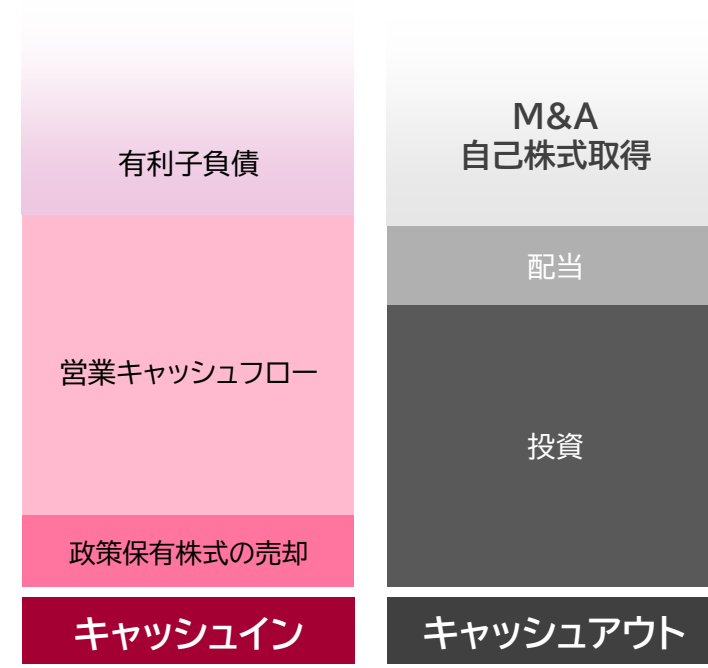 有利子負債
営業キャッシュフロー
政策保有株式の売却
キャッシュイン
M&A
自己株式取得
配当
投資
キャッシュアウト